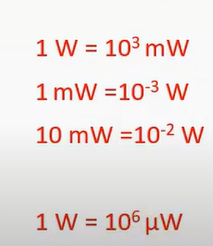 1 W = 10³ mW
1 mW =10⁻³ W
10 mW =10⁻² W
1 W = 10⁶ µW